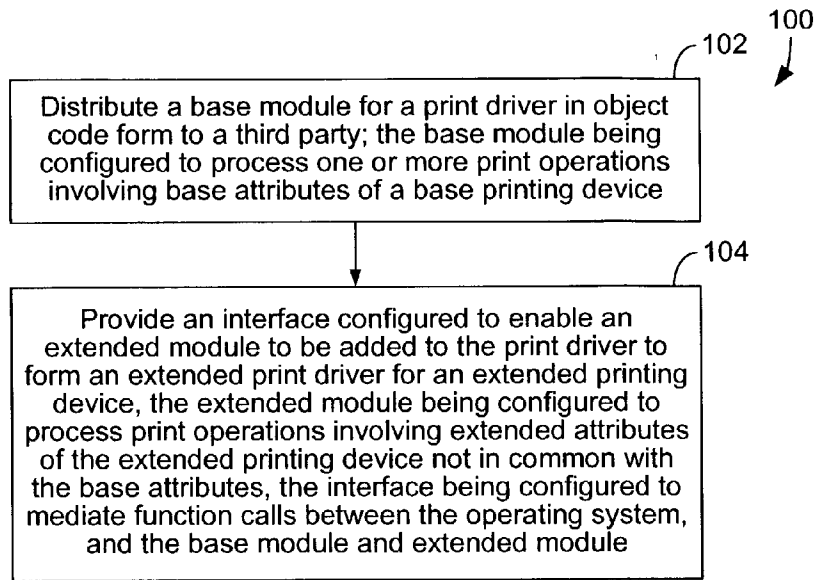 100
102
Distribute a base module for a print driver in object
code form to a third party; the base module being
configured to process one or more print operations
involving base attributes of a base printing device
104
Provide an interface configured to enable an
extended module to be added to the print driver to
form an extended print driver for an extended printing
device, the extended module being configured to
process print operations involving extended attributes
of the extended printing device not in common with
the base attributes, the interface being configured to
mediate function calls between the operating system,
and the base module and extended module